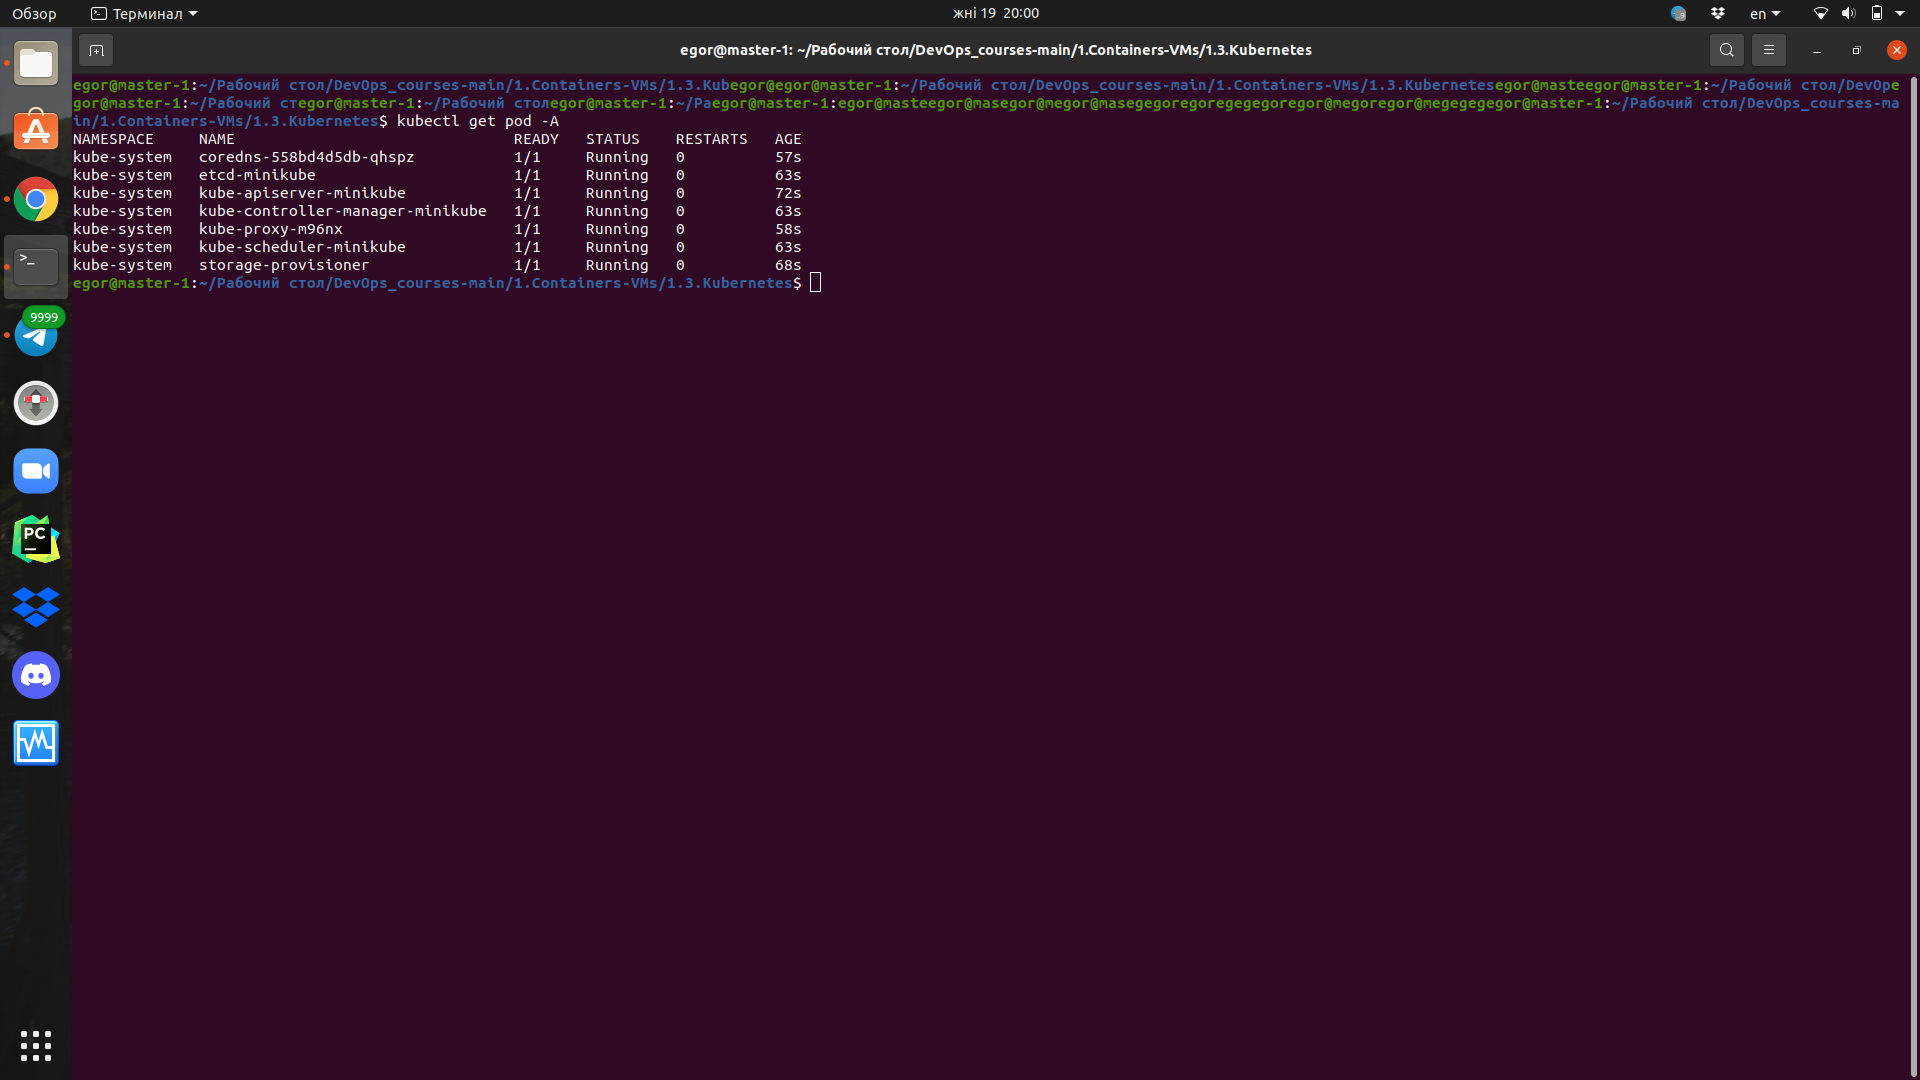 Обзор Терминал жні 19 20:00 en
egor@master-1: ~/Рабочий стол/DevOps_courses-main/1.Containers-VMs/1.3.Kubernetes
egor@master-1:~/Рабочий стол/DevOps_courses-main/1.Containers-VMs/1.3.Kubegor@egor@master-1:~/Рабочий стол/DevOps_courses-main/1.Containers-VMs/1.3.Kubernetesegor@masteegor@master-1:~/Рабочий стол/DevOpe
gor@master-1:~/Рабочий стegor@master-1:~/Рабочий столegor@master-1:~/Раegor@master-1:egor@masteegor@masegor@megor@masegegoregoregegegoregor@megoregor@megegegegor@master-1:~/Рабочий стол/DevOps_courses-ma
in/1.Containers-VMs/1.3.Kubernetes$ kubectl get pod -A
NAMESPACE NAME READY STATUS RESTARTS AGE
kube-system coredns-558bd4d5db-qhspz 1/1 Running 0 57s
kube-system etcd-minikube 1/1 Running 0 63s
kube-system kube-apiserver-minikube 1/1 Running 0 72s
kube-system kube-controller-manager-minikube 1/1 Running 0 63s
kube-system kube-proxy-m96nx 1/1 Running 0 58s
kube-system kube-scheduler-minikube 1/1 Running 0 63s
kube-system storage-provisioner 1/1 Running 0 68s
egor@master-1:~/Рабочий стол/DevOps_courses-main/1.Containers-VMs/1.3.Kubernetes$
>_
9999
PC